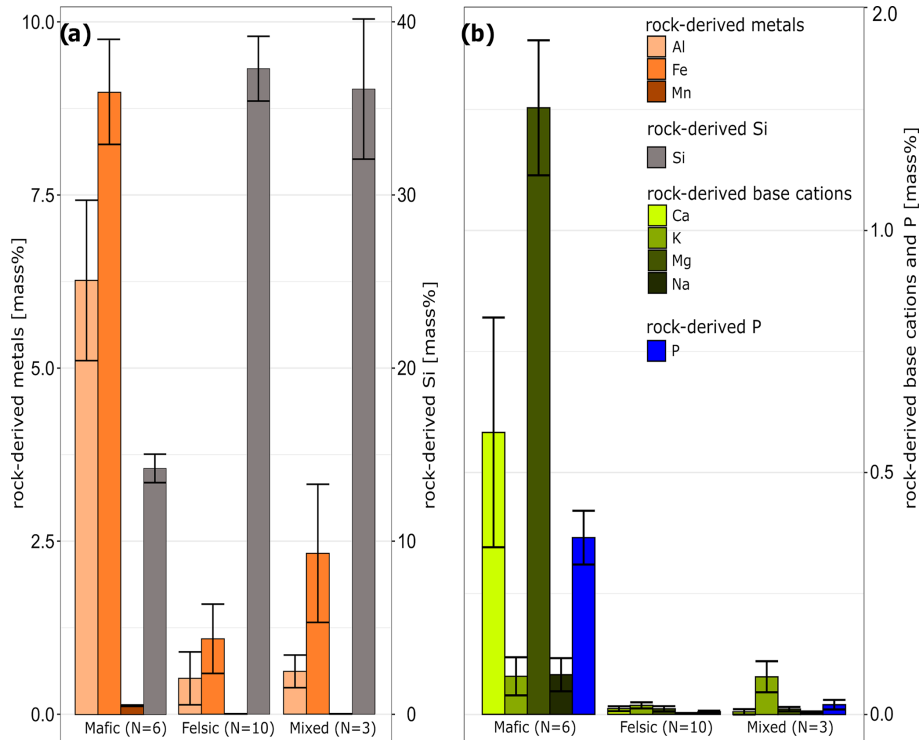 (a)
rock-derived metals [mass%]
10.0
7.5
5.0
2.5
0.0
40
30
20
10
0
rock-derived Si [mass%]
Mafic (N=6)
Felsic (N=10)
Mixed (N=3)
(b)
rock-derived metals
Al
Fe
Mn
rock-derived Si
Si
rock-derived base cations
Ca
K
Mg
Na
rock-derived P
P
2.0
1.0
0.5
0.0
rock-derived base cations and P [mass%]
Mafic (N=6)
Felsic (N=10)
Mixed (N=3)